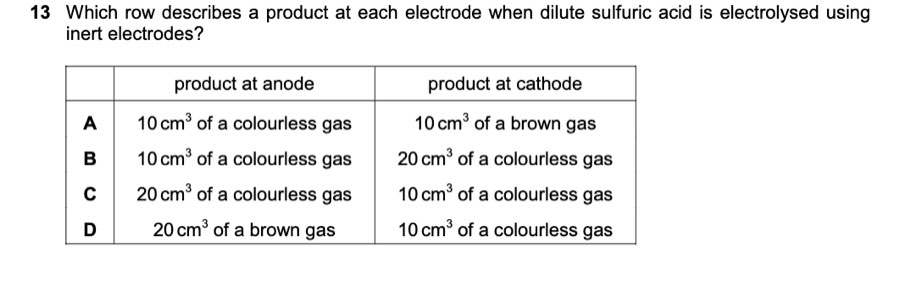 13 Which row describes a product at each electrode when dilute sulfuric acid is electrolysed using
inert electrodes?
product at anode product at cathode
A 10 cm³ of a colourless gas 10 cm³ of a brown gas
B 10 cm³ of a colourless gas 20 cm³ of a colourless gas
C 20 cm³ of a colourless gas 10 cm³ of a colourless gas
D 20 cm³ of a brown gas 10 cm³ of a colourless gas